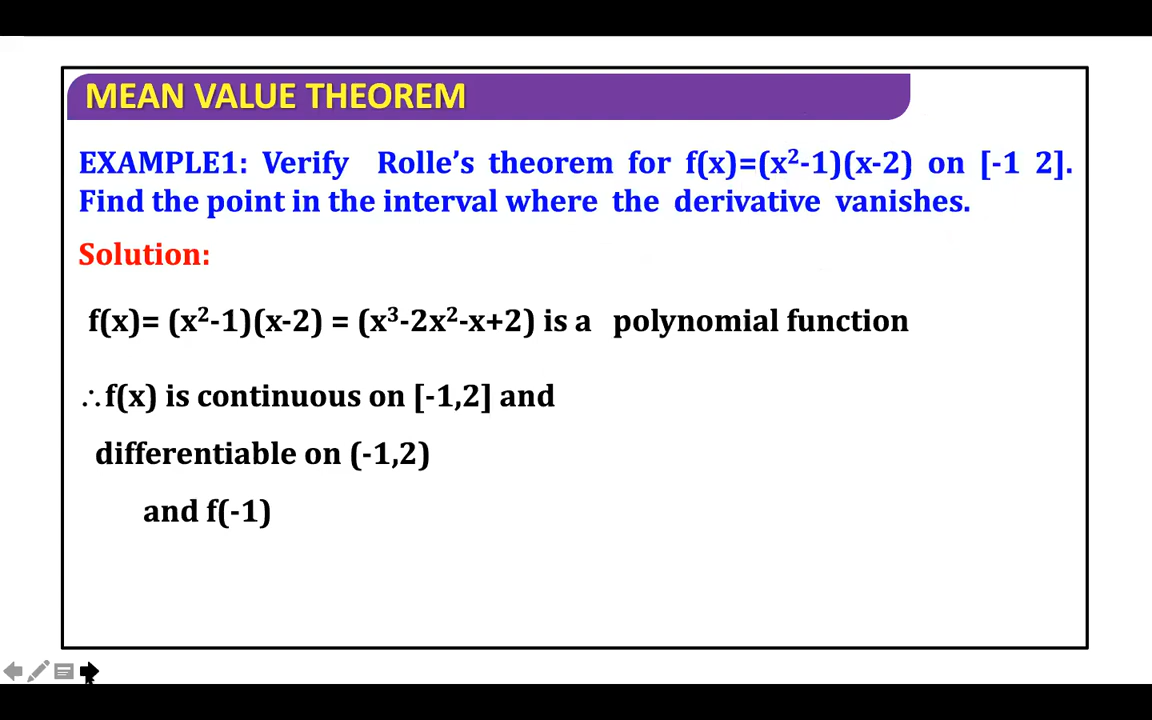 MEAN VALUE THEOREM
EXAMPLE1: Verify Rolle’s theorem for f(x)=(x²-1)(x-2) on [-1 2].
Find the point in the interval where the derivative vanishes.
Solution:
f(x)= (x²-1)(x-2) = (x³-2x²-x+2) is a polynomial function
∴f(x) is continuous on [-1,2] and
differentiable on (-1,2)
and f(-1)